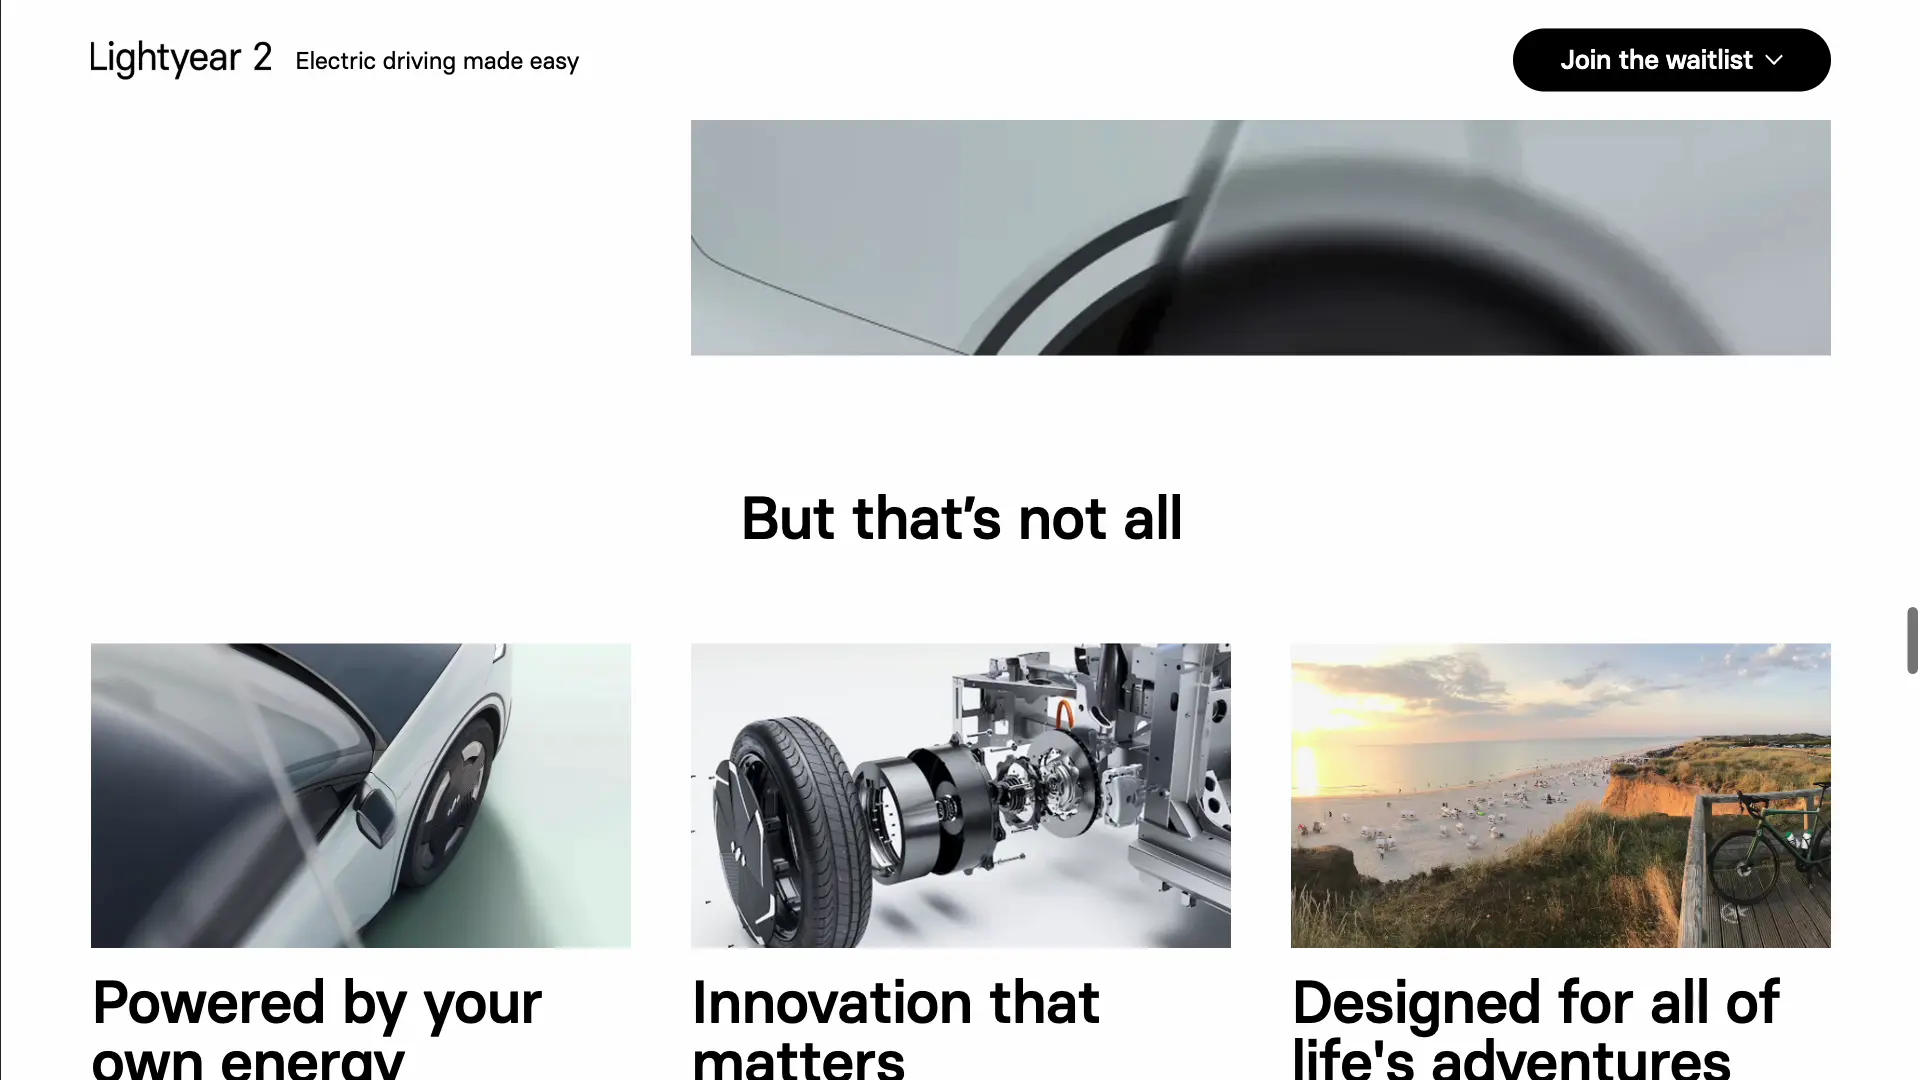 Lightyear 2 Electric driving made easy
Join the waitlist
But that’s not all
Powered by your
own energy
Innovation that
matters
Designed for all of
life's adventures